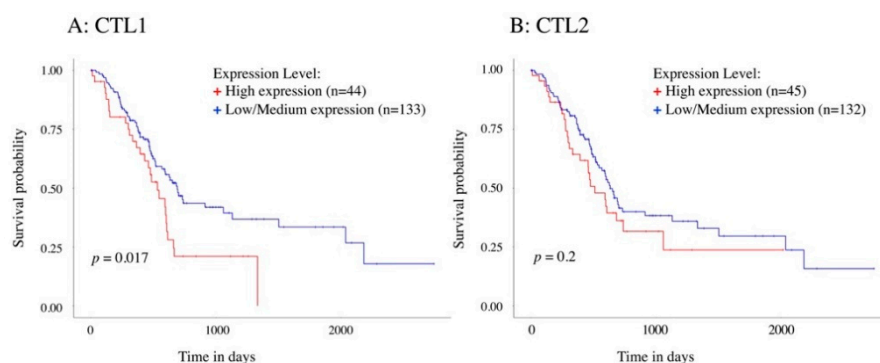 A: CTL1
Expression Level:
+ High expression (n=44)
+ Low/Medium expression (n=133)
Survival probability
1.00
0.75
0.50
0.25
0.00
p = 0.017
0
1000
2000
Time in days
B: CTL2
Expression Level:
+ High expression (n=45)
+ Low/Medium expression (n=132)
Survival probability
1.00
0.75
0.50
0.25
0.00
p = 0.2
0
1000
2000
Time in days